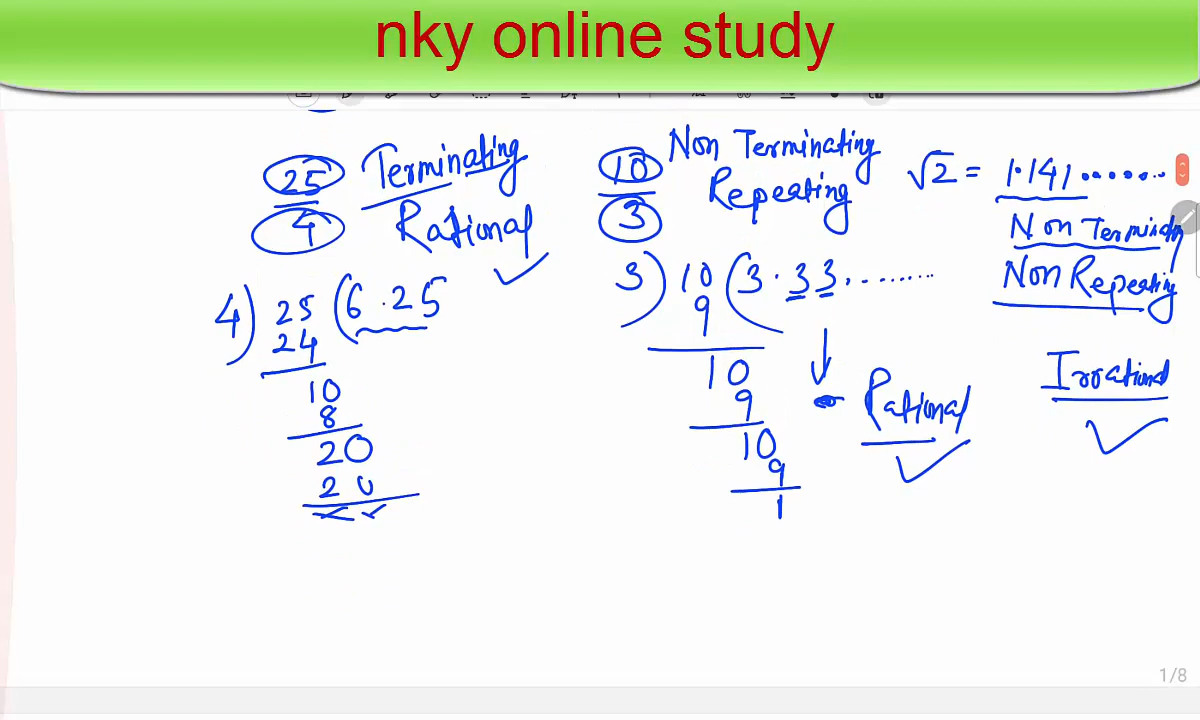 nky online study
25
4
Terminating
Rational
4) 25 (6.25
24
10
8
20
20
10
3
Non Terminating
Repeating
3) 10 (3.33.........
9
10
9
10
9
1
Rational
√2 = 1.141.......
Non Terminating
Non Repeating
Irrational
1/8